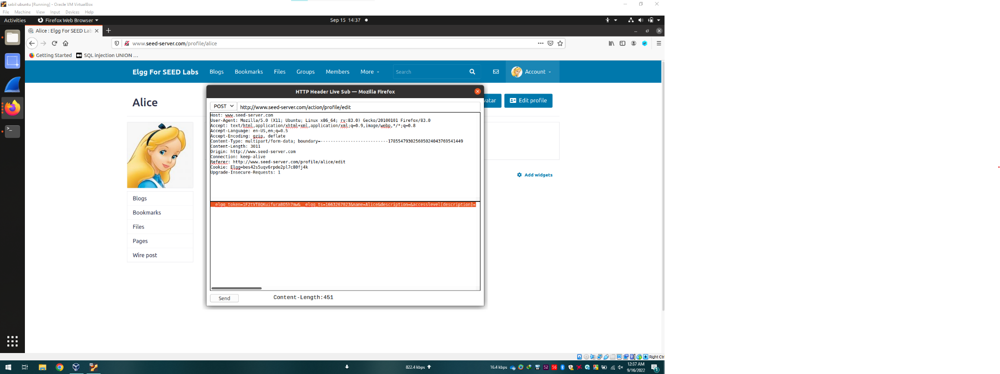 sabil ubuntu [Running] - Oracle VM VirtualBox
File Machine View Input Devices Help
Activities Firefox Web Browser Sep 15 14:37
Alice : Elgg For SEED Lab
www.seed-server.com/profile/alice
Getting Started SQL injection UNION ...
Elgg For SEED Labs Blogs Bookmarks Files Groups Members More Search Account
HTTP Header Live Sub — Mozilla Firefox
Alice
vatar Edit profile
POST http://www.seed-server.com/action/profile/edit
Host: www.seed-server.com
User-Agent: Mozilla/5.0 (X11; Ubuntu; Linux x86_64; rv:83.0) Gecko/20100101 Firefox/83.0
Accept: text/html,application/xhtml+xml,application/xml;q=0.9,image/webp,*/*;q=0.8
Accept-Language: en-US,en;q=0.5
Accept-Encoding: gzip, deflate
Content-Type: multipart/form-data; boundary=---------------------------178554793025605024043769541449
Content-Length: 3011
Origin: http://www.seed-server.com
Connection: keep-alive
Referer: http://www.seed-server.com/profile/alice/edit
Cookie: Elgg=bes42s5uqv6rpde2pl7c80fj4k
Upgrade-Insecure-Requests: 1
Add widgets
Blogs
Bookmarks
Files
Pages
Wire post
__elgg_token=1F2tVT8QKuifura8O5h7mw&__elgg_ts=1663267023&name=Alice&description=&accesslevel[description]=
Send Content-Length:451
Right Ctrl
822.4 kbps 16.4 kbps 52 56 12:37 AM
9/16/2022 1